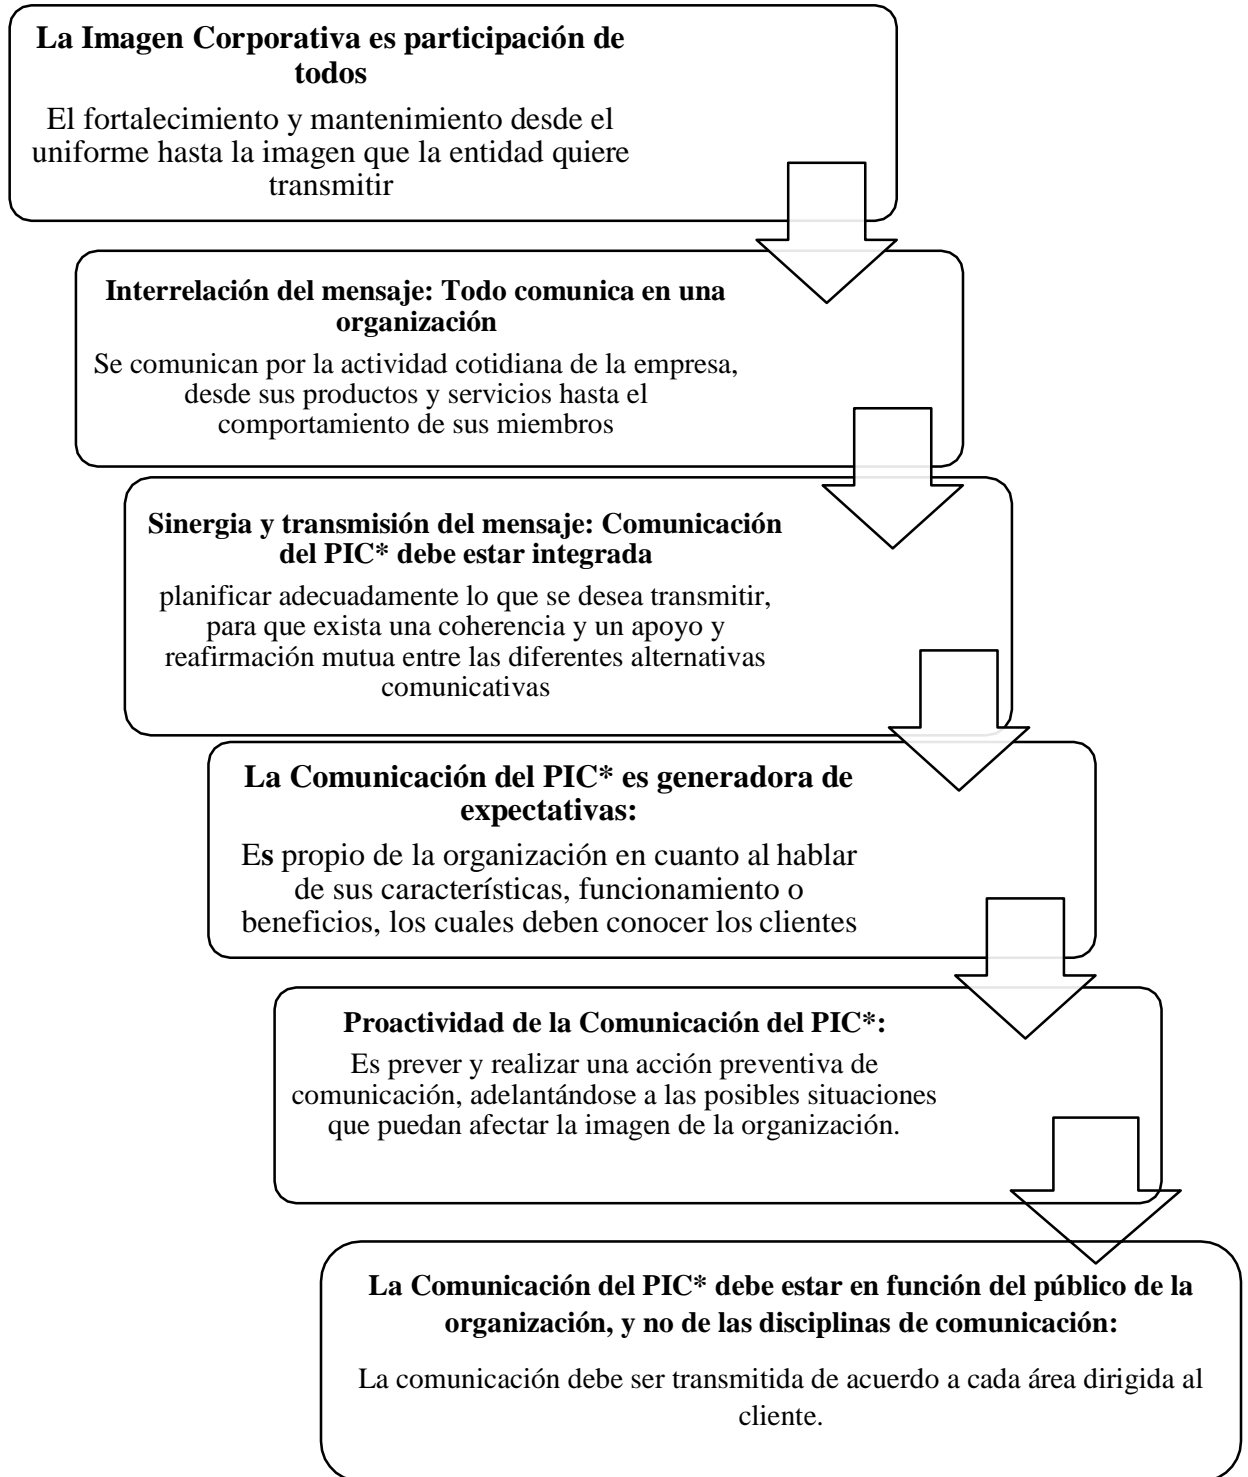 La Imagen Corporativa es participación de
todos
El fortalecimiento y mantenimiento desde el
uniforme hasta la imagen que la entidad quiere
transmitir
Interrelación del mensaje: Todo comunica en una
organización
Se comunican por la actividad cotidiana de la empresa,
desde sus productos y servicios hasta el
comportamiento de sus miembros
Sinergia y transmisión del mensaje: Comunicación
del PIC* debe estar integrada
planificar adecuadamente lo que se desea transmitir,
para que exista una coherencia y un apoyo y
reafirmación mutua entre las diferentes alternativas
comunicativas
La Comunicación del PIC* es generadora de
expectativas:
Es propio de la organización en cuanto al hablar
de sus características, funcionamiento o
beneficios, los cuales deben conocer los clientes
Proactividad de la Comunicación del PIC*:
Es prever y realizar una acción preventiva de
comunicación, adelantándose a las posibles situaciones
que puedan afectar la imagen de la organización.
La Comunicación del PIC* debe estar en función del público de la
organización, y no de las disciplinas de comunicación:
La comunicación debe ser transmitida de acuerdo a cada área dirigida al
cliente.